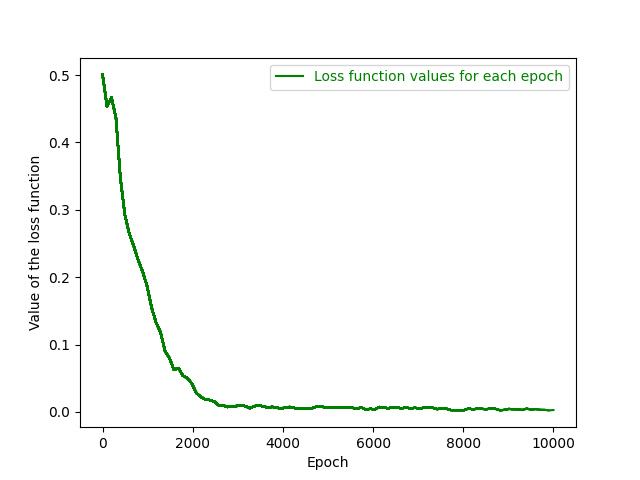 Loss function values for each epoch
0.5
0.4
0.3
0.2
0.1
0.0
Value of the loss function
0 2000 4000 6000 8000 10000
Epoch